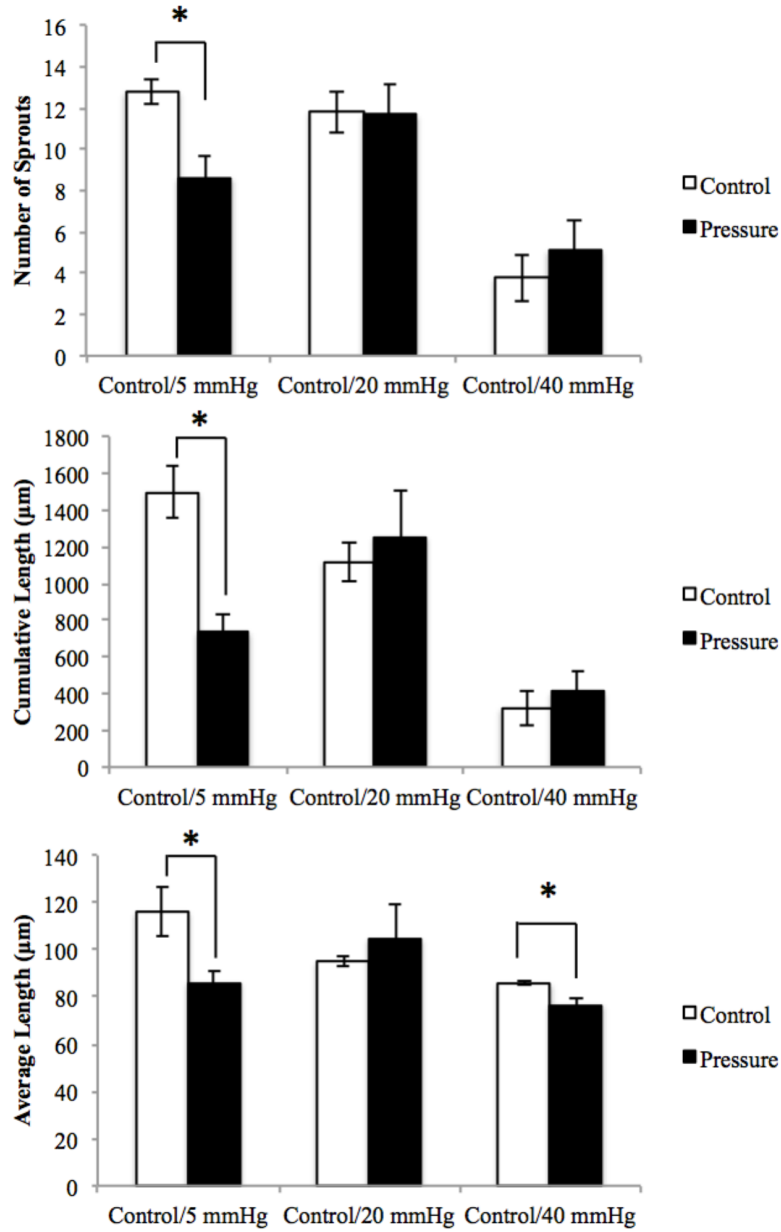 *
16
14
12
10
8
6
4
2
0
Number of Sprouts
Control
Pressure
Control/5 mmHg Control/20 mmHg Control/40 mmHg
*
1800
1600
1400
1200
1000
800
600
400
200
0
Cumulative Length (µm)
Control
Pressure
Control/5 mmHg Control/20 mmHg Control/40 mmHg
*
*
140
120
100
80
60
40
20
0
Average Length (µm)
Control
Pressure
Control/5 mmHg Control/20 mmHg Control/40 mmHg